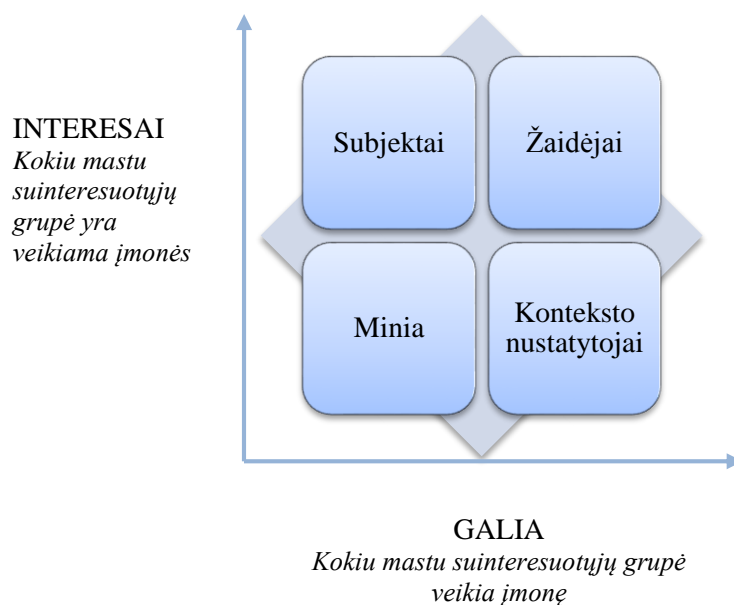 INTERESAI
Kokiu mastu
suinteresuotųjų
grupė yra
veikiama įmonės
Subjektai
Žaidėjai
Minia
Konteksto
nustatytojai
GALIA
Kokiu mastu suinteresuotųjų grupė
veikia įmonę